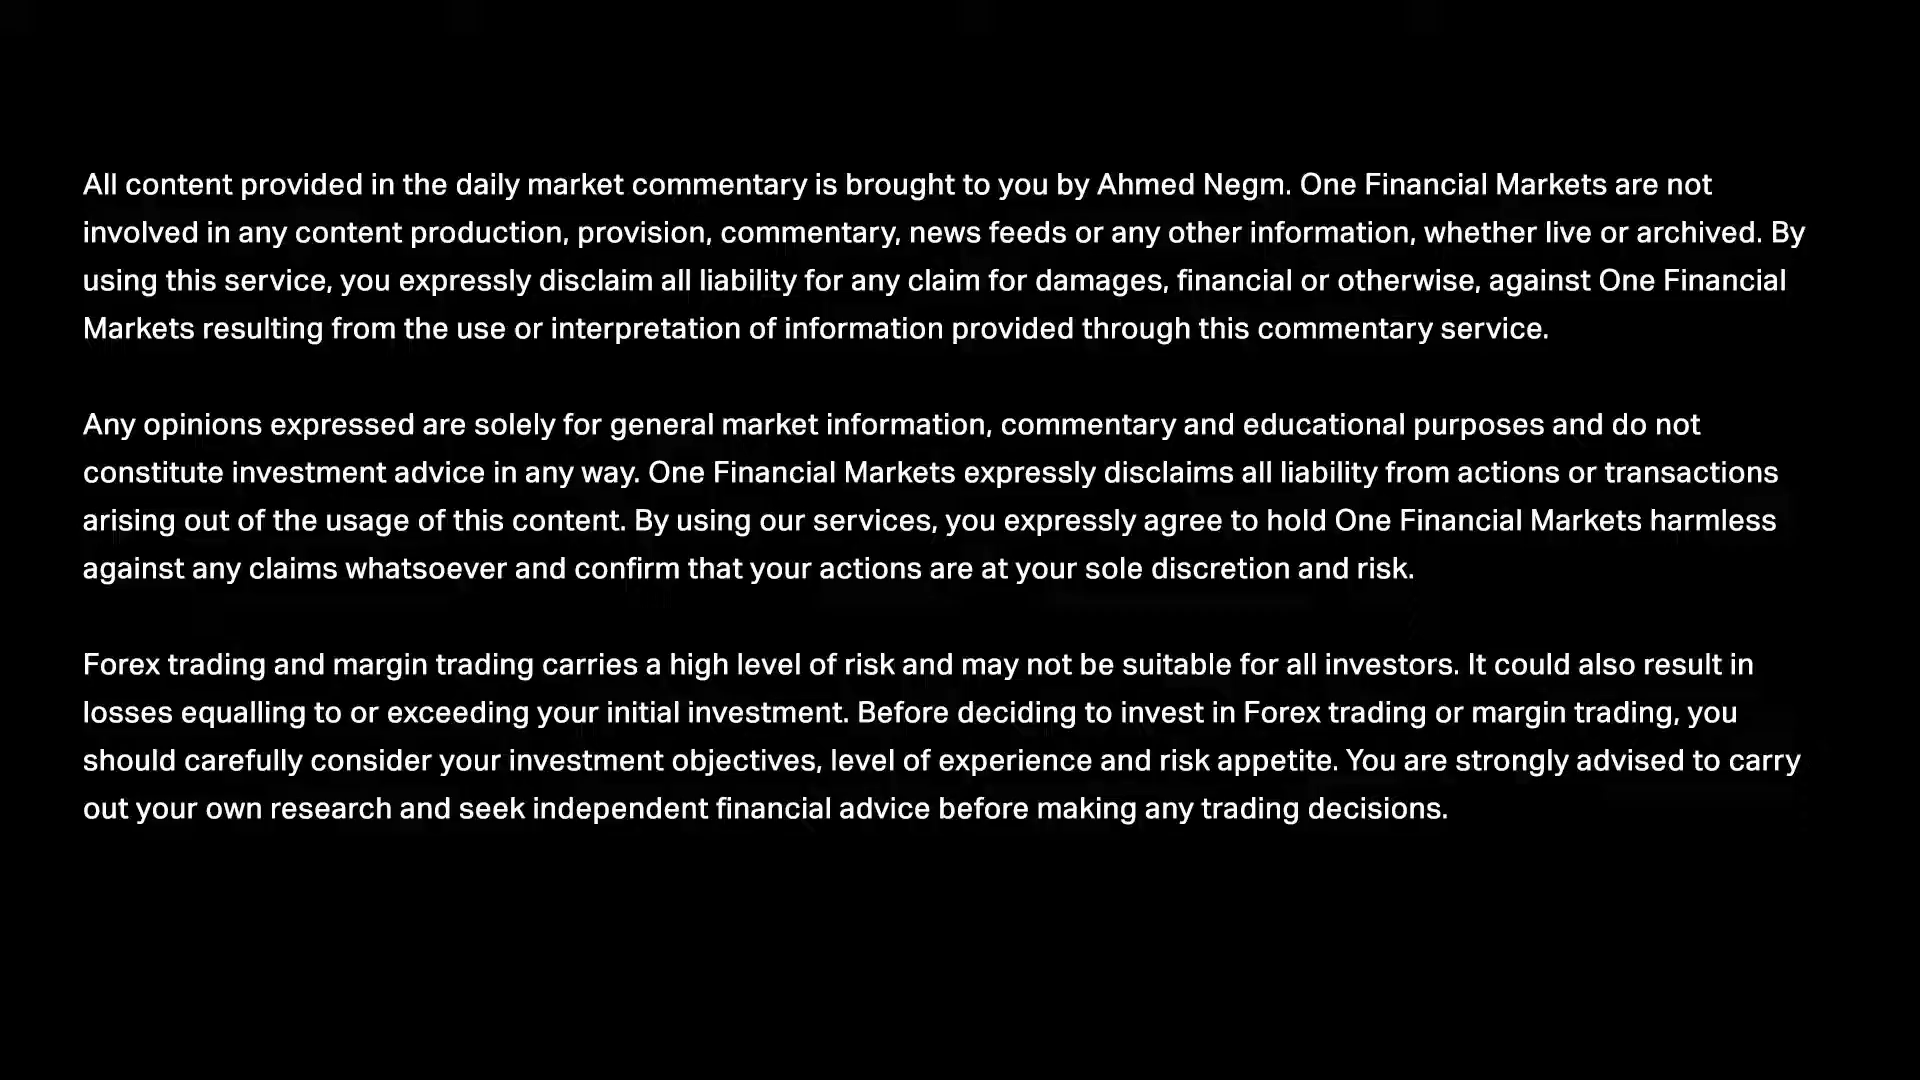 All content provided in the daily market commentary is brought to you by Ahmed Negm. One Financial Markets are not
involved in any content production, provision, commentary, news feeds or any other information, whether live or archived. By
using this service, you expressly disclaim all liability for any claim for damages, financial or otherwise, against One Financial
Markets resulting from the use or interpretation of information provided through this commentary service.
Any opinions expressed are solely for general market information, commentary and educational purposes and do not
constitute investment advice in any way. One Financial Markets expressly disclaims all liability from actions or transactions
arising out of the usage of this content. By using our services, you expressly agree to hold One Financial Markets harmless
against any claims whatsoever and confirm that your actions are at your sole discretion and risk.
Forex trading and margin trading carries a high level of risk and may not be suitable for all investors. It could also result in
losses equalling to or exceeding your initial investment. Before deciding to invest in Forex trading or margin trading, you
should carefully consider your investment objectives, level of experience and risk appetite. You are strongly advised to carry
out your own research and seek independent financial advice before making any trading decisions.